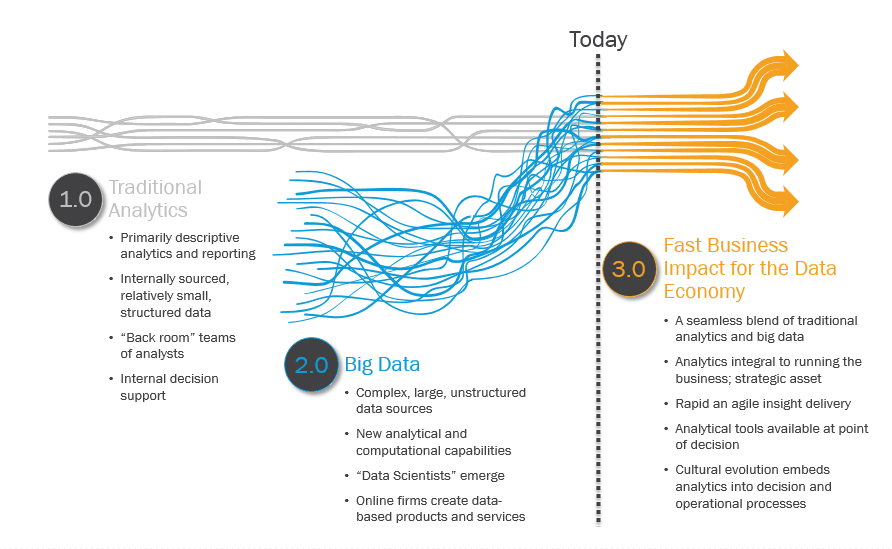 Today
1.0
Traditional
Analytics
• Primarily descriptive
analytics and reporting
• Internally sourced,
relatively small,
structured data
• “Back room” teams
of analysts
• Internal decision
support
2.0
Big Data
• Complex, large, unstructured
data sources
• New analytical and
computational capabilities
• “Data Scientists” emerge
• Online firms create data-
based products and services
3.0
Fast Business
Impact for the Data
Economy
• A seamless blend of traditional
analytics and big data
• Analytics integral to running the
business; strategic asset
• Rapid an agile insight delivery
• Analytical tools available at point
of decision
• Cultural evolution embeds
analytics into decision and
operational processes